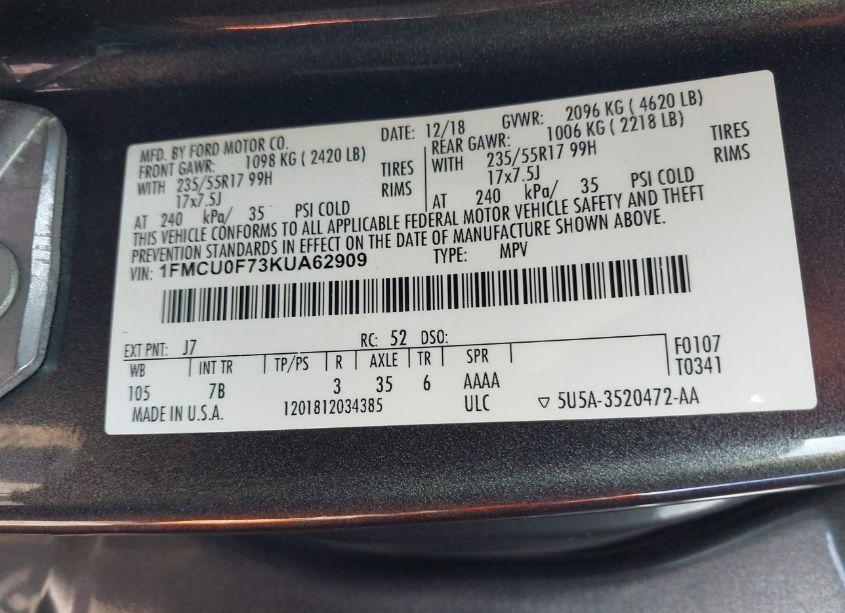 MFD. BY FORD MOTOR CO. DATE: 12/18 GVWR: 2096 KG ( 4620 LB)
FRONT GAWR: 1098 KG ( 2420 LB) REAR GAWR: 1006 KG ( 2218 LB)
WITH 235/55R17 99H TIRES WITH 235/55R17 99H TIRES
17x7.5J RIMS 17x7.5J RIMS
AT 240 kPa/ 35 PSI COLD AT 240 kPa/ 35 PSI COLD
THIS VEHICLE CONFORMS TO ALL APPLICABLE FEDERAL MOTOR VEHICLE SAFETY AND THEFT
PREVENTION STANDARDS IN EFFECT ON THE DATE OF MANUFACTURE SHOWN ABOVE.
VIN: 1FMCU0F73KUA62909 TYPE: MPV
EXT PNT: J7 RC: 52 DSO: F0107
WB INT TR TP/PS R AXLE TR SPR T0341
105 7B 3 35 6 AAAA
MADE IN U.S.A. 1201812034385 ULC ▽ 5U5A-3520472-AA